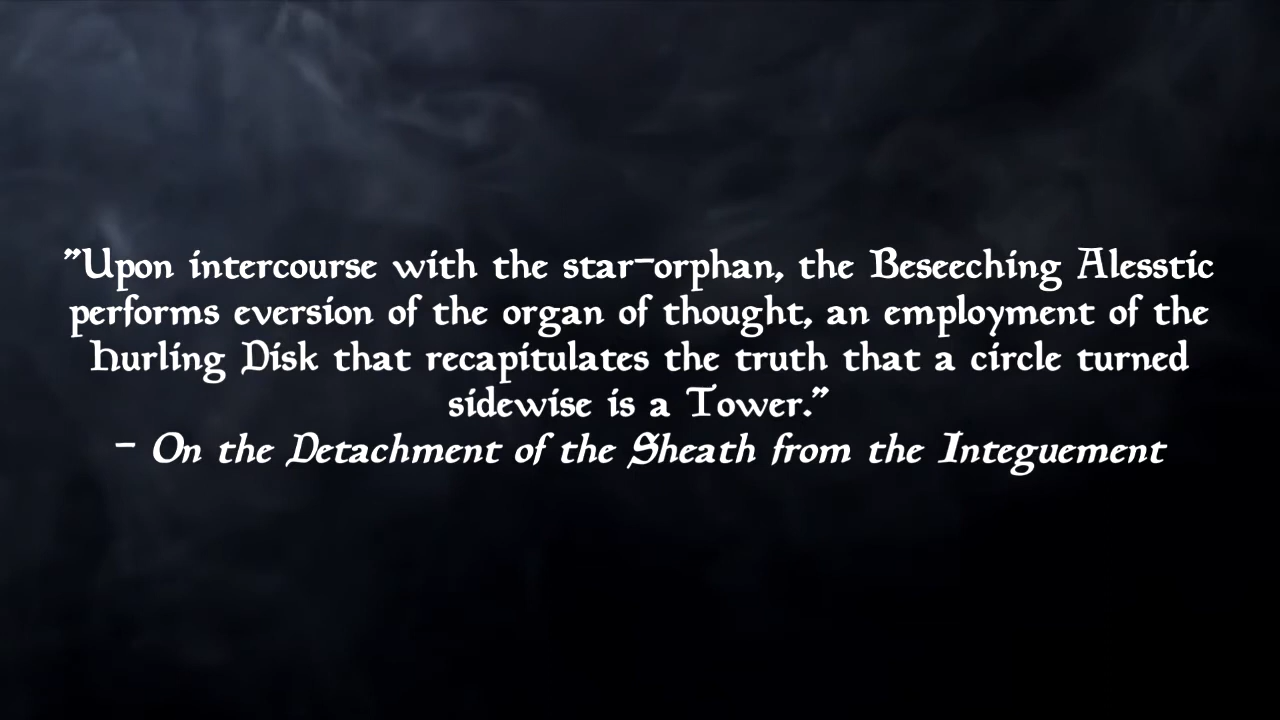 "Upon intercourse with the star-orphan, the Beseeching Alesstic
performs eversion of the organ of thought, an employment of the
Hurling Disk that recapitulates the truth that a circle turned
sidewise is a Tower."
- On the Detachment of the Sheath from the Integuement